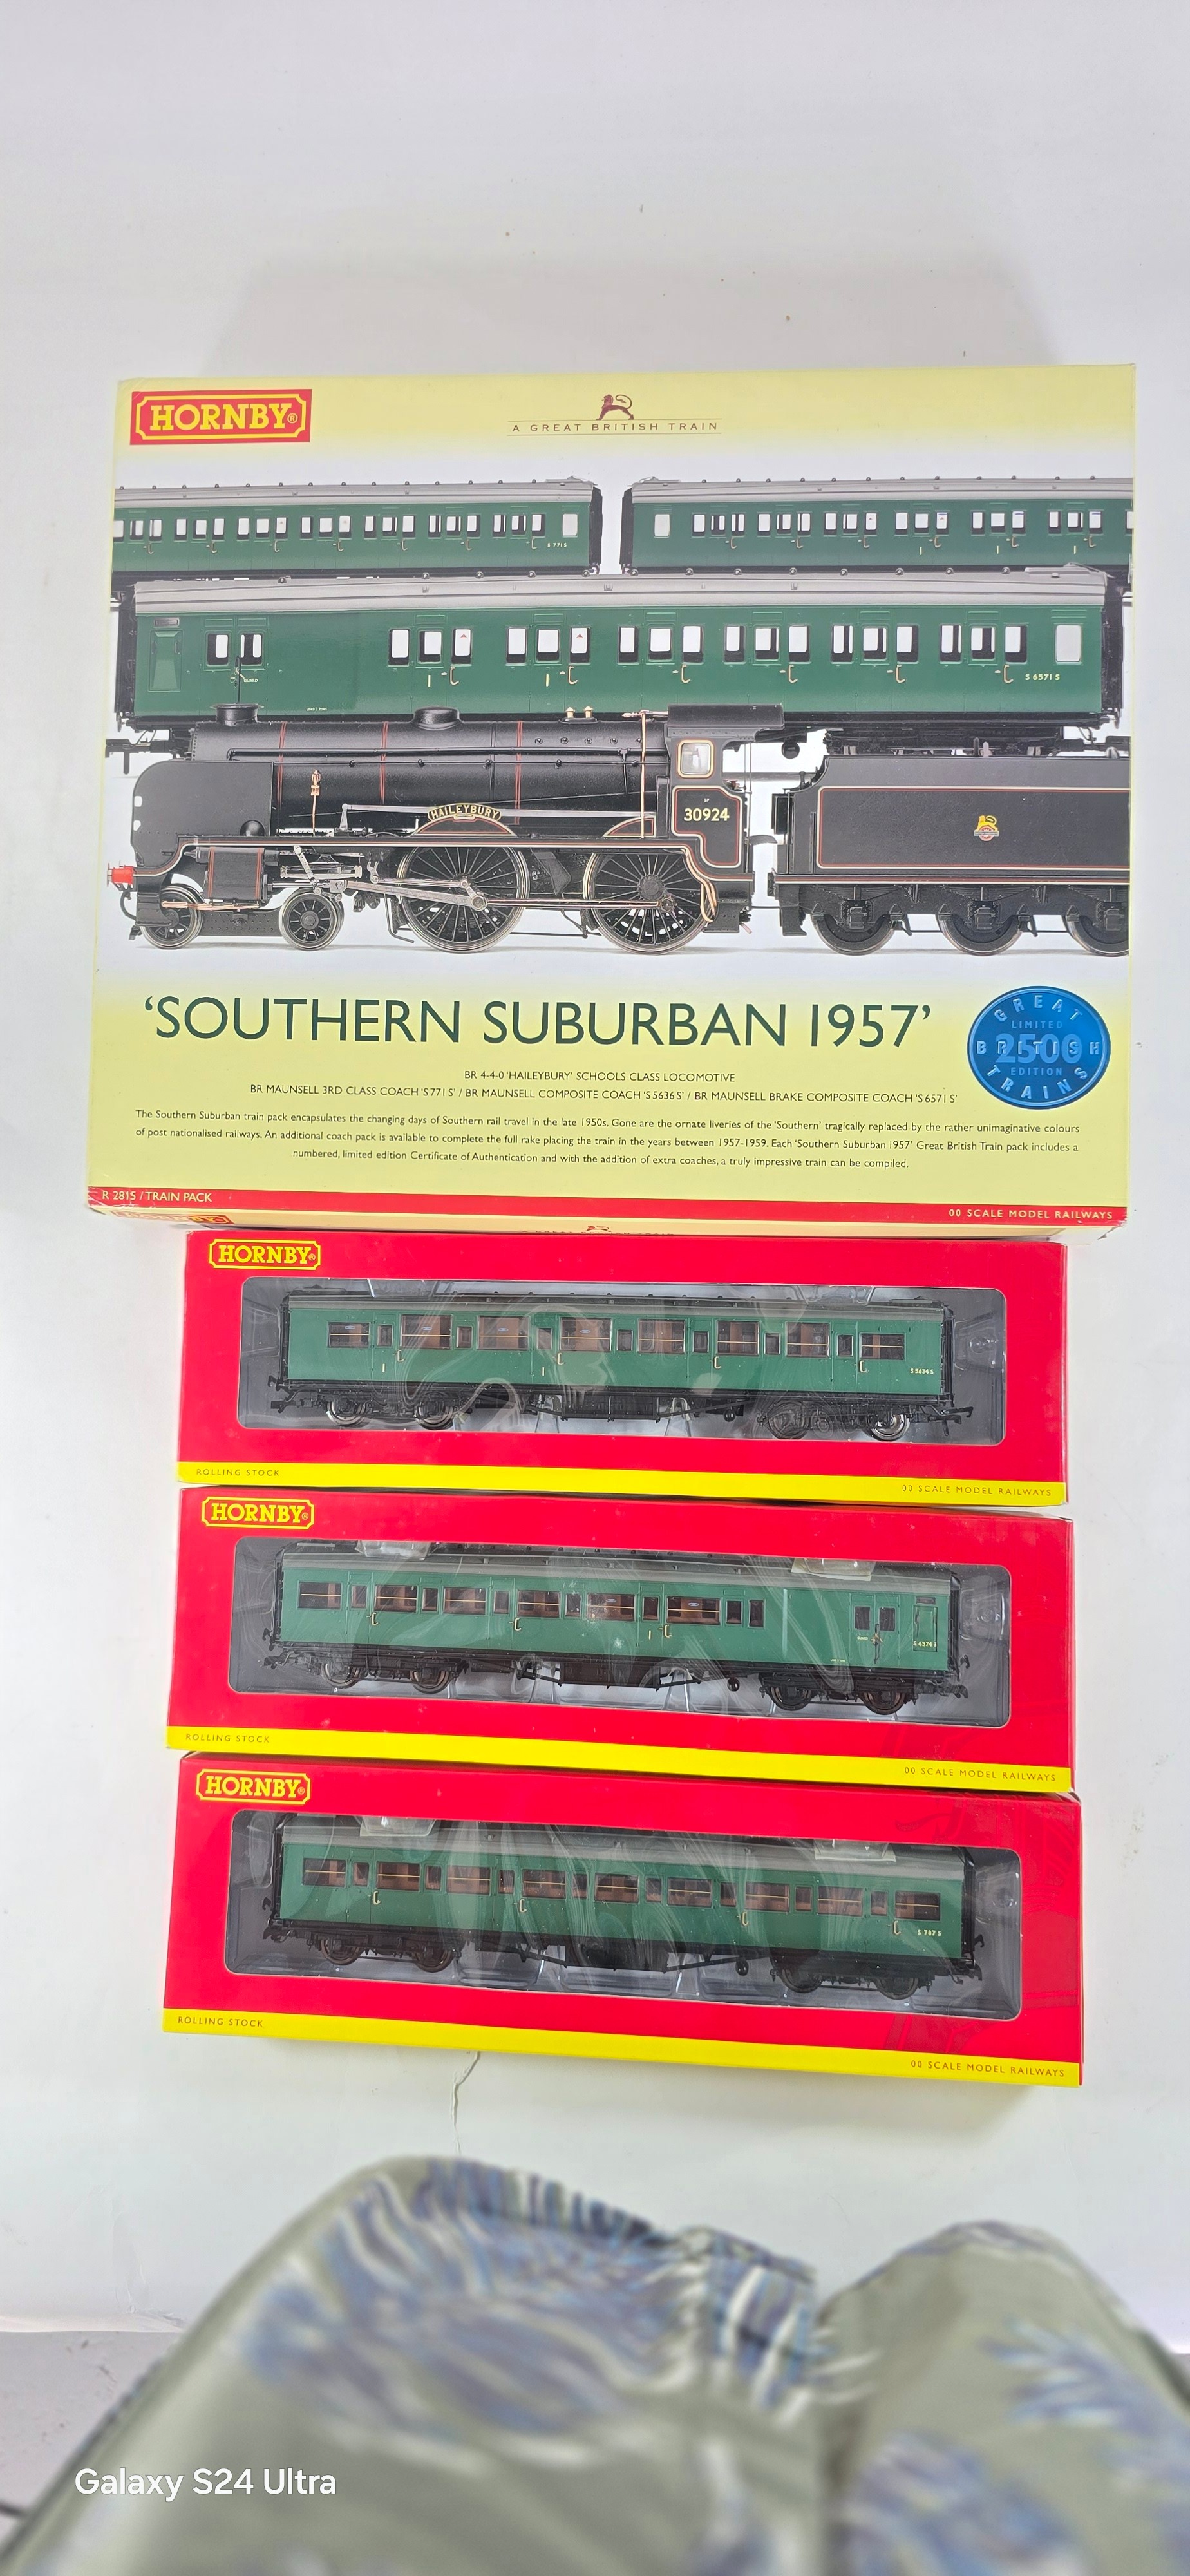 HORNBY®
A GREAT BRITISH TRAIN
S 771 S
S 6571 S
HAILEYBURY
30924
'SOUTHERN SUBURBAN 1957'
GREAT
LIMITED
BRITISH
2500
EDITION
TRAINS
BR 4-4-0 'HAILEYBURY' SCHOOLS CLASS LOCOMOTIVE
BR MAUNSELL 3RD CLASS COACH 'S 771 S' / BR MAUNSELL COMPOSITE COACH 'S 5636 S' / BR MAUNSELL BRAKE COMPOSITE COACH 'S 6571 S'
The Southern Suburban train pack encapsulates the changing days of Southern rail travel in the late 1950s. Gone are the ornate liveries of the 'Southern' tragically replaced by the rather unimaginative colours
of post nationalised railways. An additional coach pack is available to complete the full rake placing the train in the years between 1957-1959. Each 'Southern Suburban 1957' Great British Train pack includes a
numbered, limited edition Certificate of Authentication and with the addition of extra coaches, a truly impressive train can be compiled.
R 2815 / TRAIN PACK
00 SCALE MODEL RAILWAYS
HORNBY®
S 5634 S
ROLLING STOCK
00 SCALE MODEL RAILWAYS
HORNBY®
S 6574 S
ROLLING STOCK
00 SCALE MODEL RAILWAYS
HORNBY®
S 787 S
ROLLING STOCK
00 SCALE MODEL RAILWAYS
Galaxy S24 Ultra